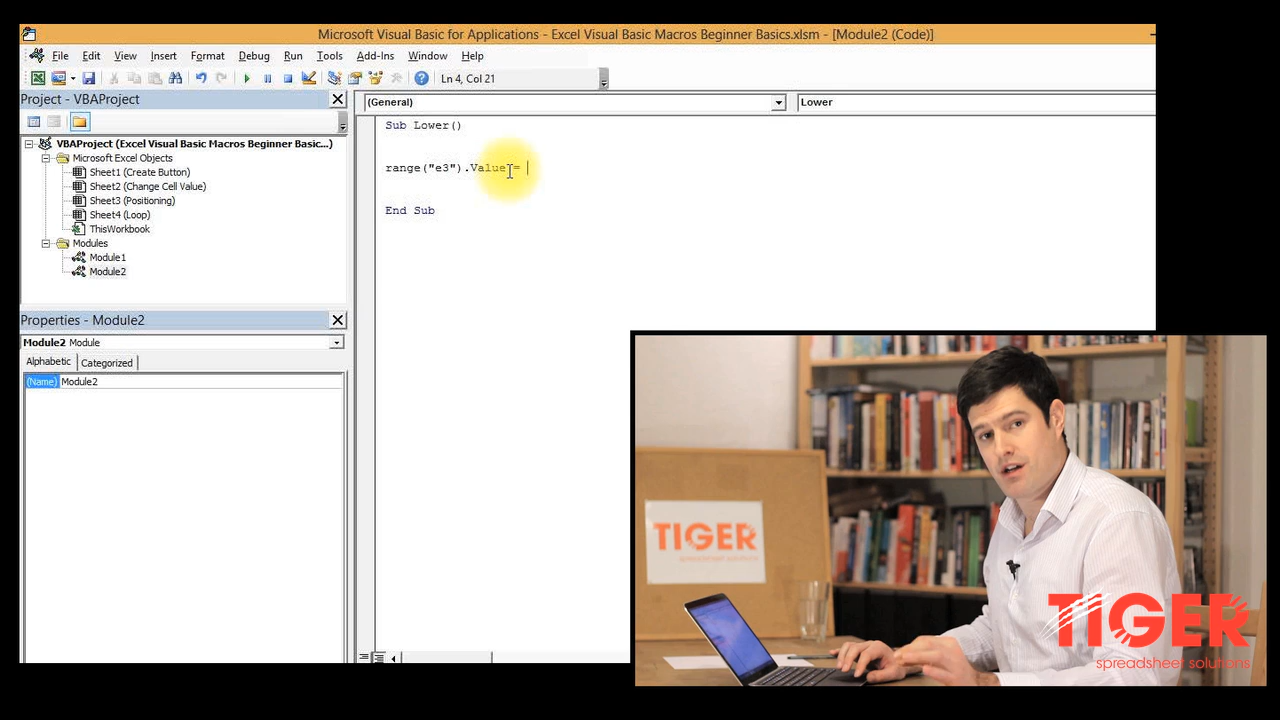 Microsoft Visual Basic for Applications - Excel Visual Basic Macros Beginner Basics.xlsm - [Module2 (Code)]
File Edit View Insert Format Debug Run Tools Add-Ins Window Help
Ln 4, Col 21
Project - VBAProject
(General)
Lower
VBAProject (Excel Visual Basic Macros Beginner Basic...)
Microsoft Excel Objects
Sheet1 (Create Button)
Sheet2 (Change Cell Value)
Sheet3 (Positioning)
Sheet4 (Loop)
ThisWorkbook
Modules
Module1
Module2
Sub Lower()
range("e3").Value =
End Sub
Properties - Module2
Module2 Module
Alphabetic Categorized
(Name) Module2
TIGER
spreadsheet solutions
TIGER
spreadsheet solutions